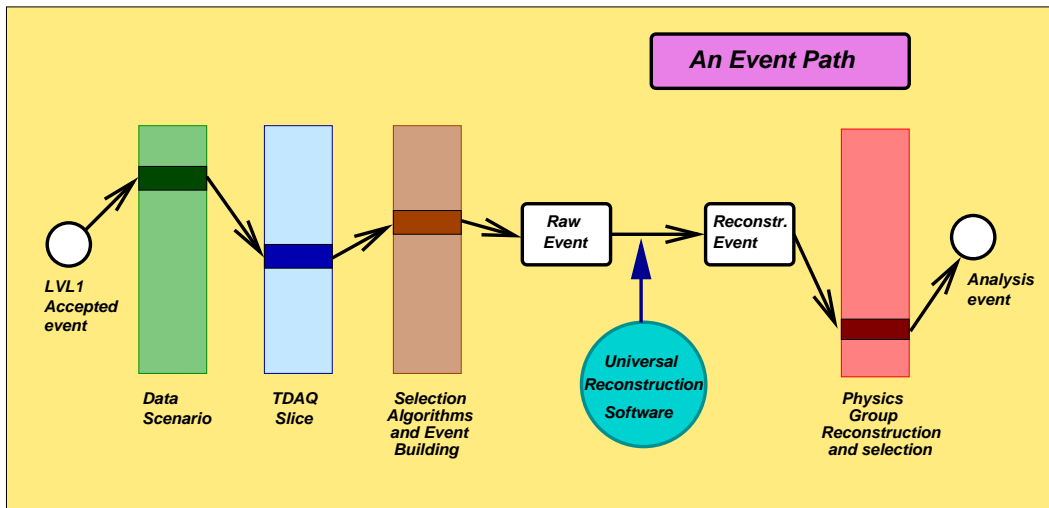 An Event Path
LVL1
Accepted
event
Data
Scenario
TDAQ
Slice
Selection
Algorithms
and Event
Building
Raw
Event
Universal
Reconstruction
Software
Reconstr.
Event
Physics
Group
Reconstruction
and selection
Analysis
event